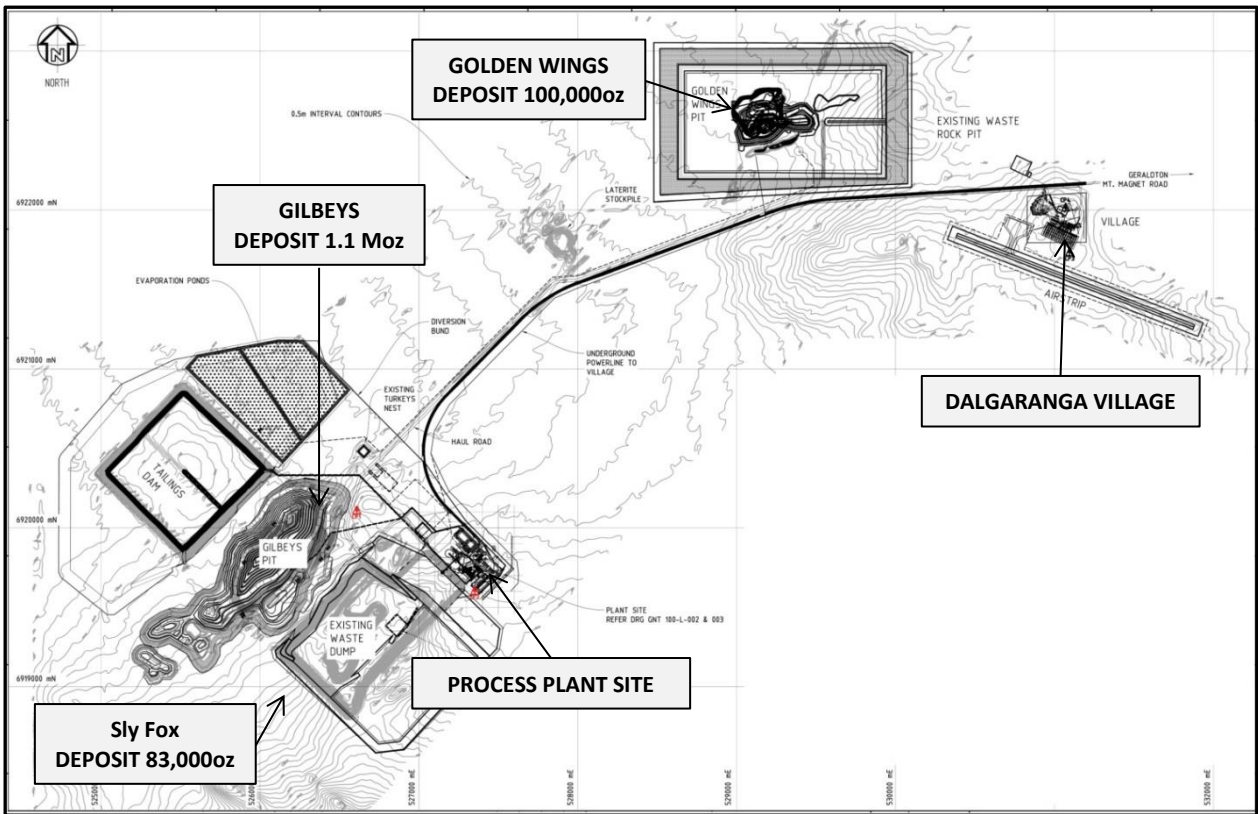 NORTH
0.5m INTERVAL CONTOURS
GOLDEN WINGS
DEPOSIT 100,000oz
GOLDEN
WINGS
PIT
EXISTING WASTE
ROCK PIT
GERALDTON
MT. MAGNET ROAD
6922000 mN
GILBEYS
DEPOSIT 1.1 Moz
LATERITE
STOCKPILE
VILLAGE
AIRSTRIP
EVAPORATION PONDS
DIVERSION
BUND
UNDERGROUND
POWERLINE TO
VILLAGE
6921000 mN
EXISTING
TURKEYS
NEST
DALGARANGA VILLAGE
HAUL ROAD
TAILINGS
DAM
6920000 mN
GILBEYS
PIT
PLANT SITE
REFER DRG GNT 100-L-002 & 003
EXISTING
WASTE
DUMP
6919000 mN
PROCESS PLANT SITE
Sly Fox
DEPOSIT 83,000oz
527000 mE
528000 mE
529000 mE
530000 mE
532000 mE